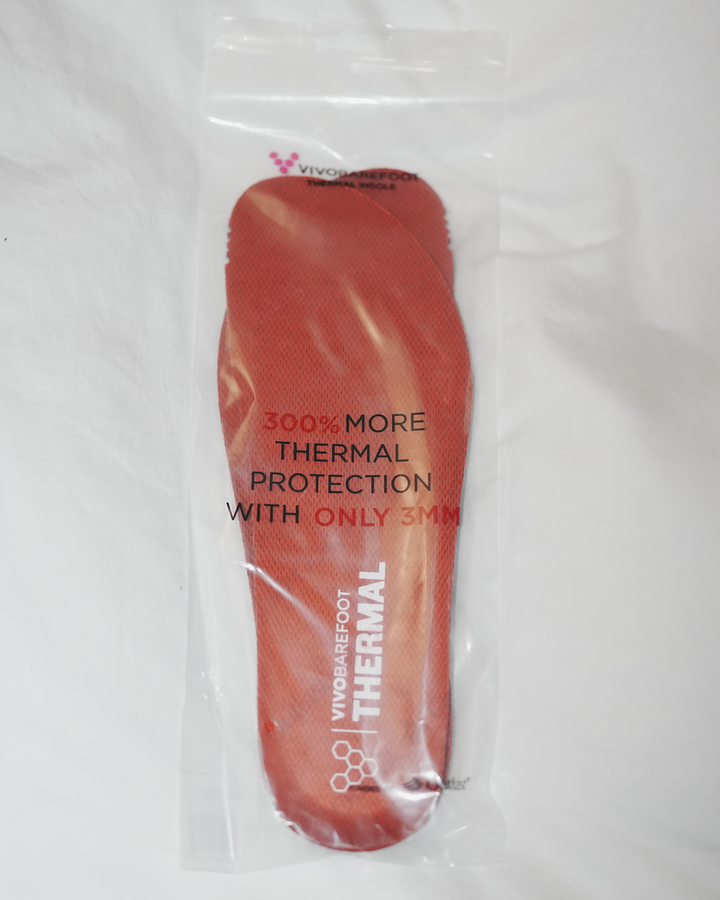 VIVOBAREFOOT
THERMAL INSOLE
300% MORE
THERMAL
PROTECTION
WITH ONLY 3MM
VIVOBAREFOOT
THERMAL